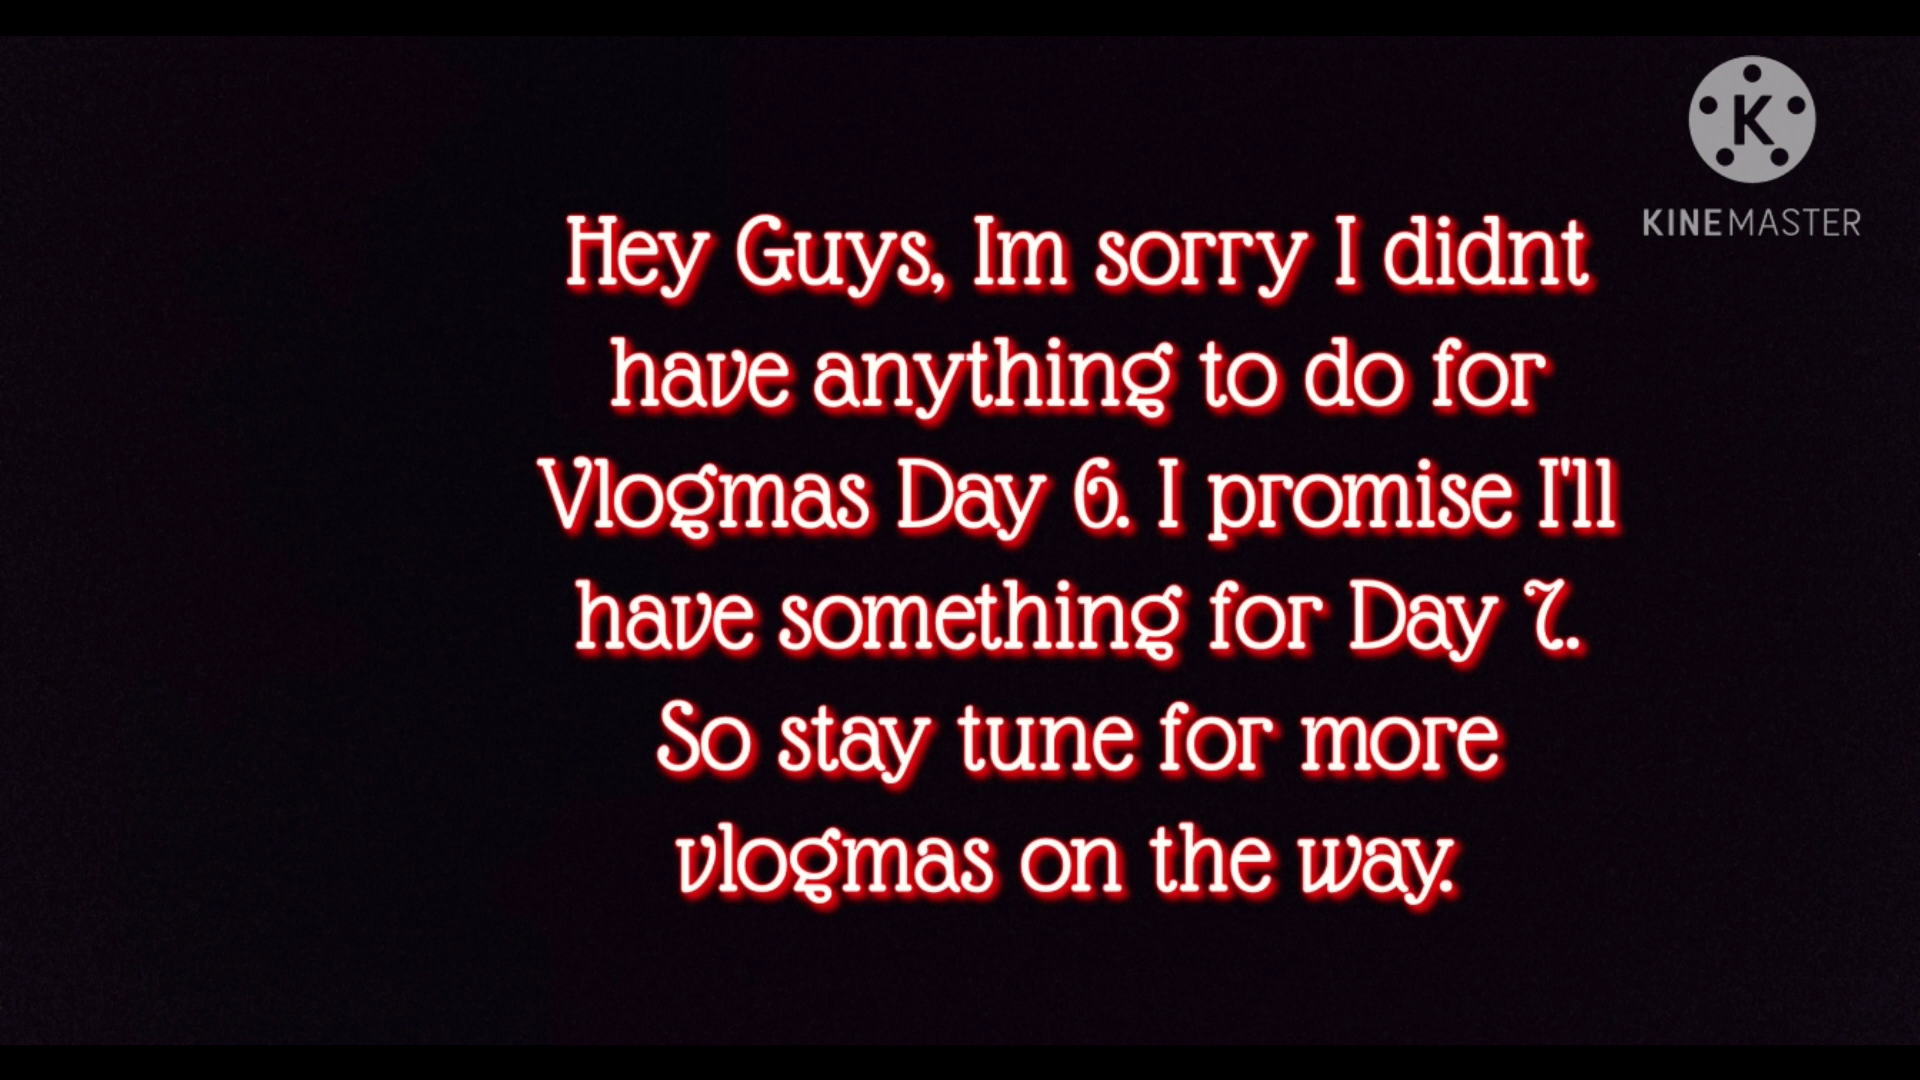 K
KINEMASTER
Hey Guys, Im sorry I didnt
have anything to do for
Vlogmas Day 6. I promise I'll
have something for Day 7.
So stay tune for more
vlogmas on the way.